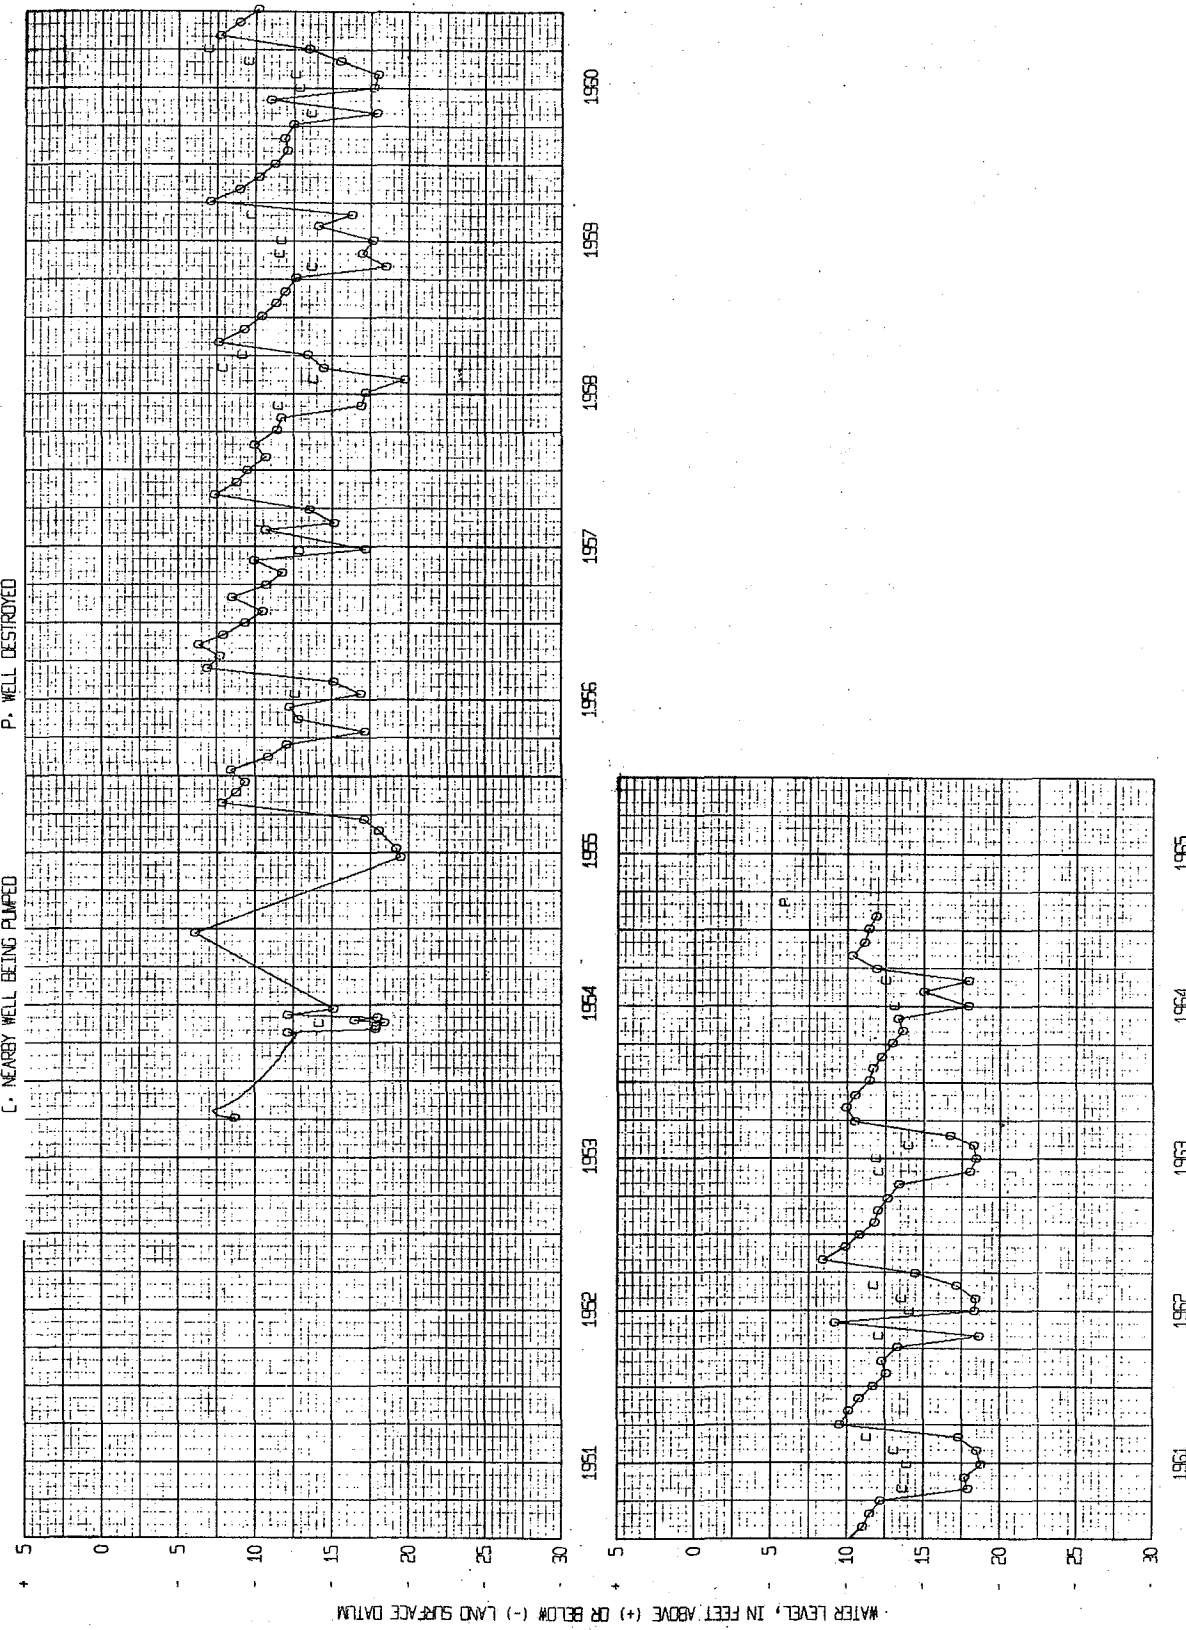 C. NEARBY WELL BEING PUMPED
P. WELL DESTROYED
WATER LEVEL, IN FEET ABOVE (+) OR BELOW (-) LAND SURFACE DATUM
+ 5
0
- 5
- 10
- 15
- 20
- 25
- 30
C C C C C C C C C C C C C C C C C C
1951 1952 1953 1954 1955 1956 1957 1958 1959 1960
+ 5
0
- 5
- 10
- 15
- 20
- 25
- 30
C C C C C C C C C C C C C
P
1961 1962 1963 1964 1965